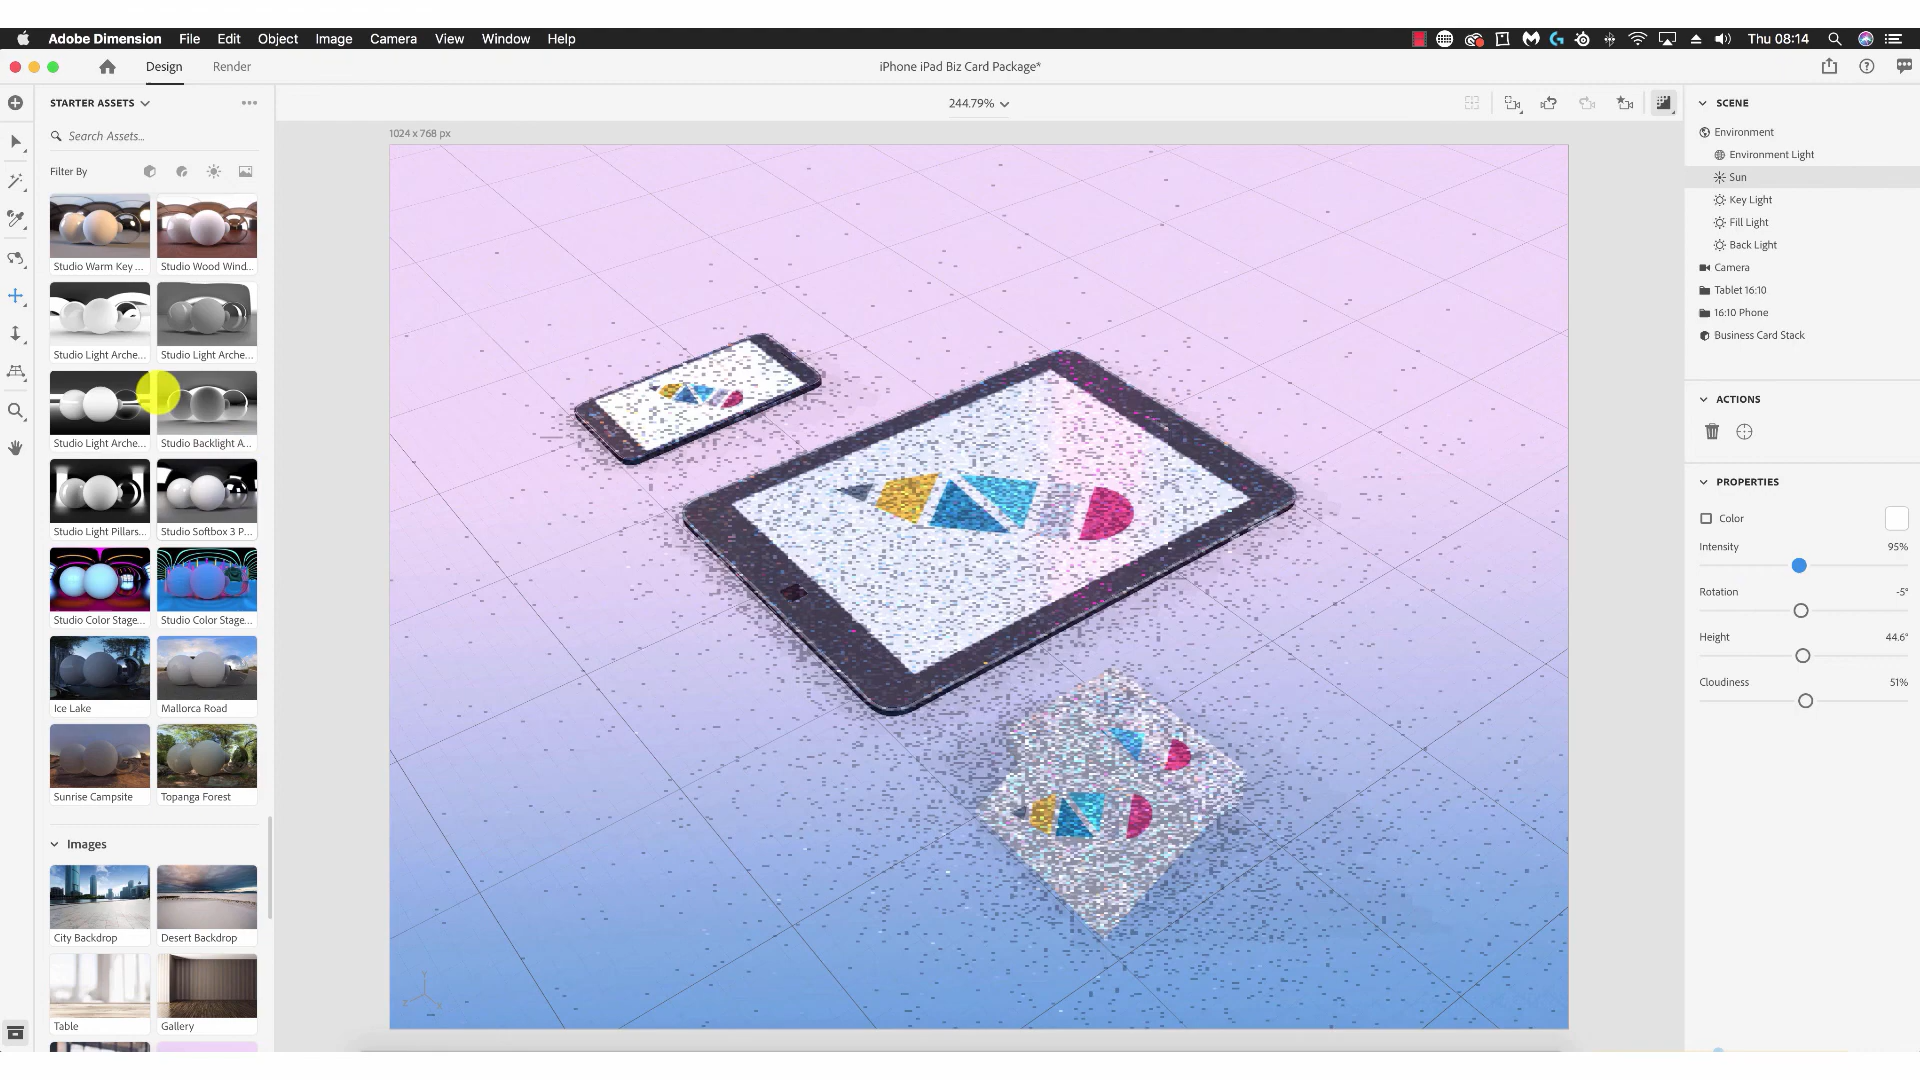 Adobe Dimension File Edit Object Image Camera View Window Help Thu 08:14
Design Render iPhone iPad Biz Card Package*
STARTER ASSETS
244.79%
Search Assets...
1024 x 768 px
Filter By
Studio Warm Key ... Studio Wood Wind...
Studio Light Arche... Studio Light Arche...
Studio Light Arche... Studio Backlight A...
Studio Light Pillars... Studio Softbox 3 P...
Studio Color Stage... Studio Color Stage...
Ice Lake Mallorca Road
Sunrise Campsite Topanga Forest
Images
City Backdrop Desert Backdrop
Table Gallery
SCENE
Environment
Environment Light
Sun
Key Light
Fill Light
Back Light
Camera
Tablet 16:10
16:10 Phone
Business Card Stack
ACTIONS
PROPERTIES
Color
Intensity 95%
Rotation -5°
Height 44.6°
Cloudiness 51%